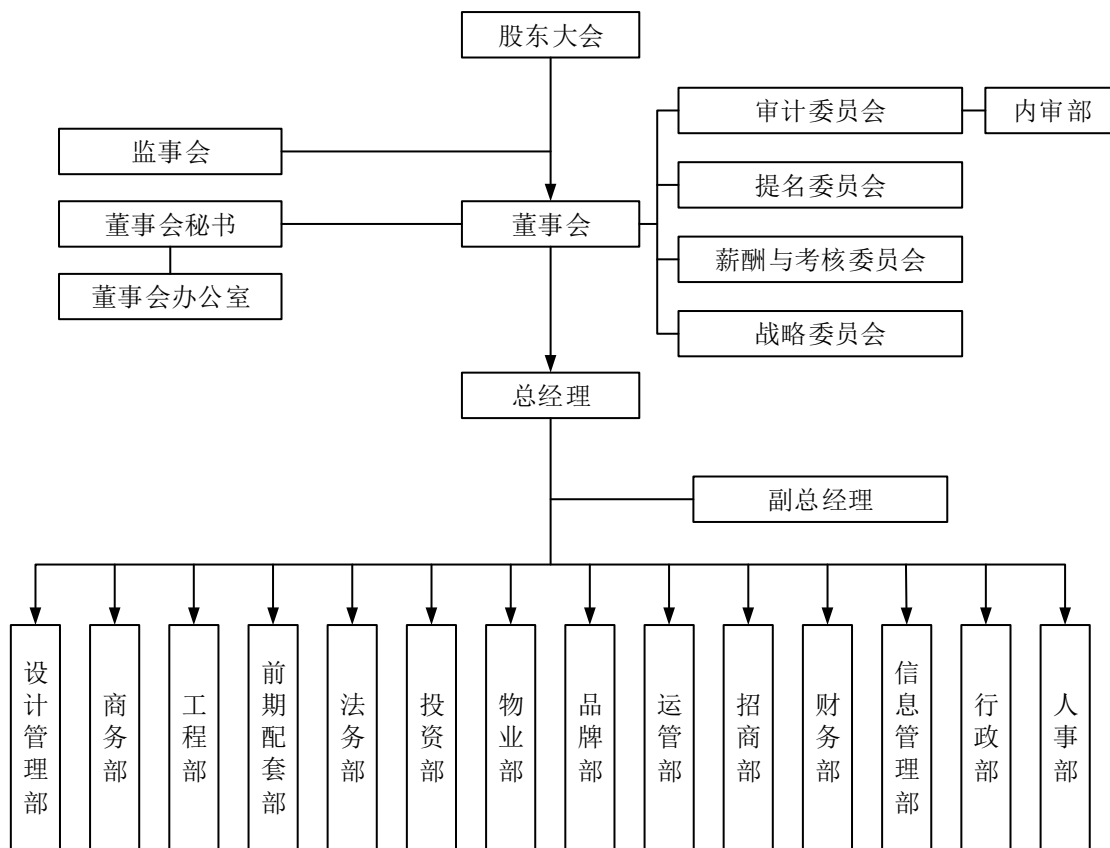 股东大会
审计委员会
内审部
监事会
提名委员会
董事会秘书
董事会
薪酬与考核委员会
董事会办公室
战略委员会
总经理
副总经理
设计管理部
商务部
工程部
前期配套部
法务部
投资部
物业部
品牌部
运管部
招商部
财务部
信息管理部
行政部
人事部